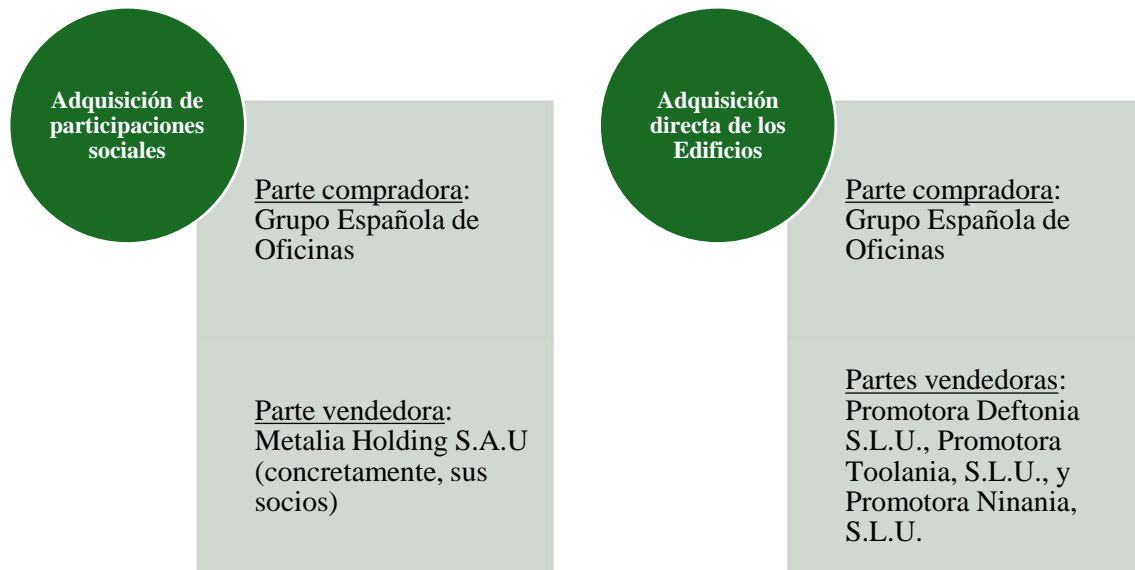 Adquisición de
participaciones
sociales
Parte compradora:
Grupo Española de
Oficinas
Parte vendedora:
Metalia Holding S.A.U
(concretamente, sus
socios)
Adquisición
directa de los
Edificios
Parte compradora:
Grupo Española de
Oficinas
Partes vendedoras:
Promotora Deftonia
S.L.U., Promotora
Toolania, S.L.U., y
Promotora Ninania,
S.L.U.